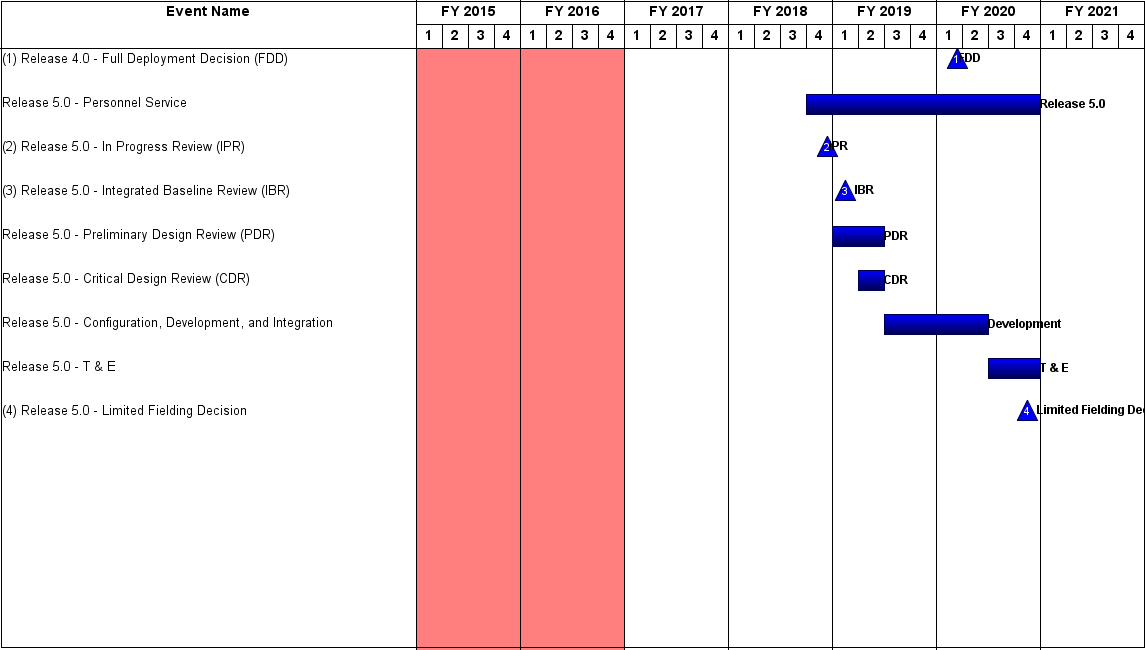 Event Name FY 2015 FY 2016 FY 2017 FY 2018 FY 2019 FY 2020 FY 2021
1 2 3 4 1 2 3 4 1 2 3 4 1 2 3 4 1 2 3 4 1 2 3 4 1 2 3 4
(1) Release 4.0 - Full Deployment Decision (FDD) 1 FDD
Release 5.0 - Personnel Service Release 5.0
(2) Release 5.0 - In Progress Review (IPR) 2 PR
(3) Release 5.0 - Integrated Baseline Review (IBR) 3 IBR
Release 5.0 - Preliminary Design Review (PDR) PDR
Release 5.0 - Critical Design Review (CDR) CDR
Release 5.0 - Configuration, Development, and Integration Development
Release 5.0 - T & E T & E
(4) Release 5.0 - Limited Fielding Decision 4 Limited Fielding De